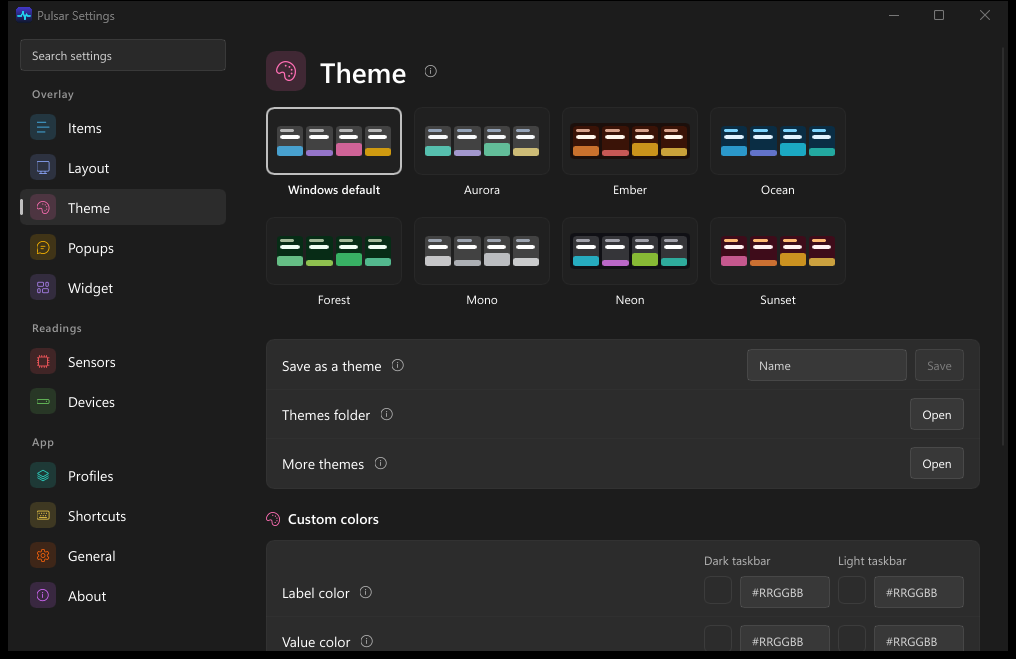 Pulsar Settings
Search settings
Overlay
Items
Layout
Theme
Popups
Widget
Readings
Sensors
Devices
App
Profiles
Shortcuts
General
About
Theme
Windows default
Aurora
Ember
Ocean
Forest
Mono
Neon
Sunset
Save as a theme
Name
Save
Themes folder
Open
More themes
Open
Custom colors
Dark taskbar
Light taskbar
Label color
#RRGGBB
#RRGGBB
Value color
#RRGGBB
#RRGGBB